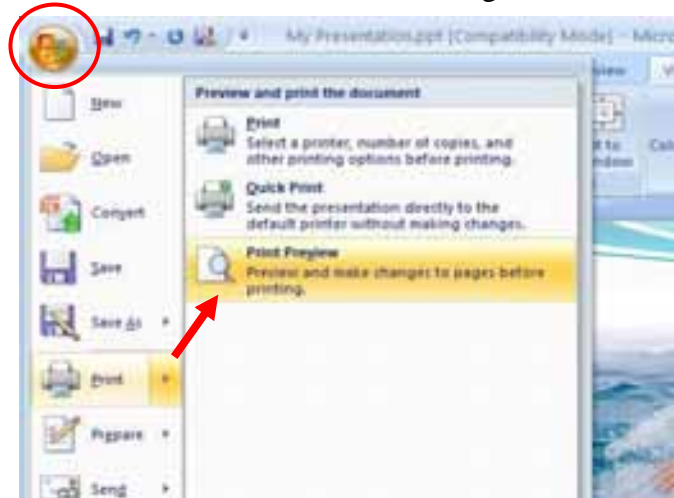 My Presentation.ppt [Compatibility Mode] - Micro
View
New
Open
Convert
Save
Save As
Print
Prepare
Send
Preview and print the document
Print
Select a printer, number of copies, and
other printing options before printing.
Quick Print
Send the presentation directly to the
default printer without making changes.
Print Preview
Preview and make changes to pages before
printing.